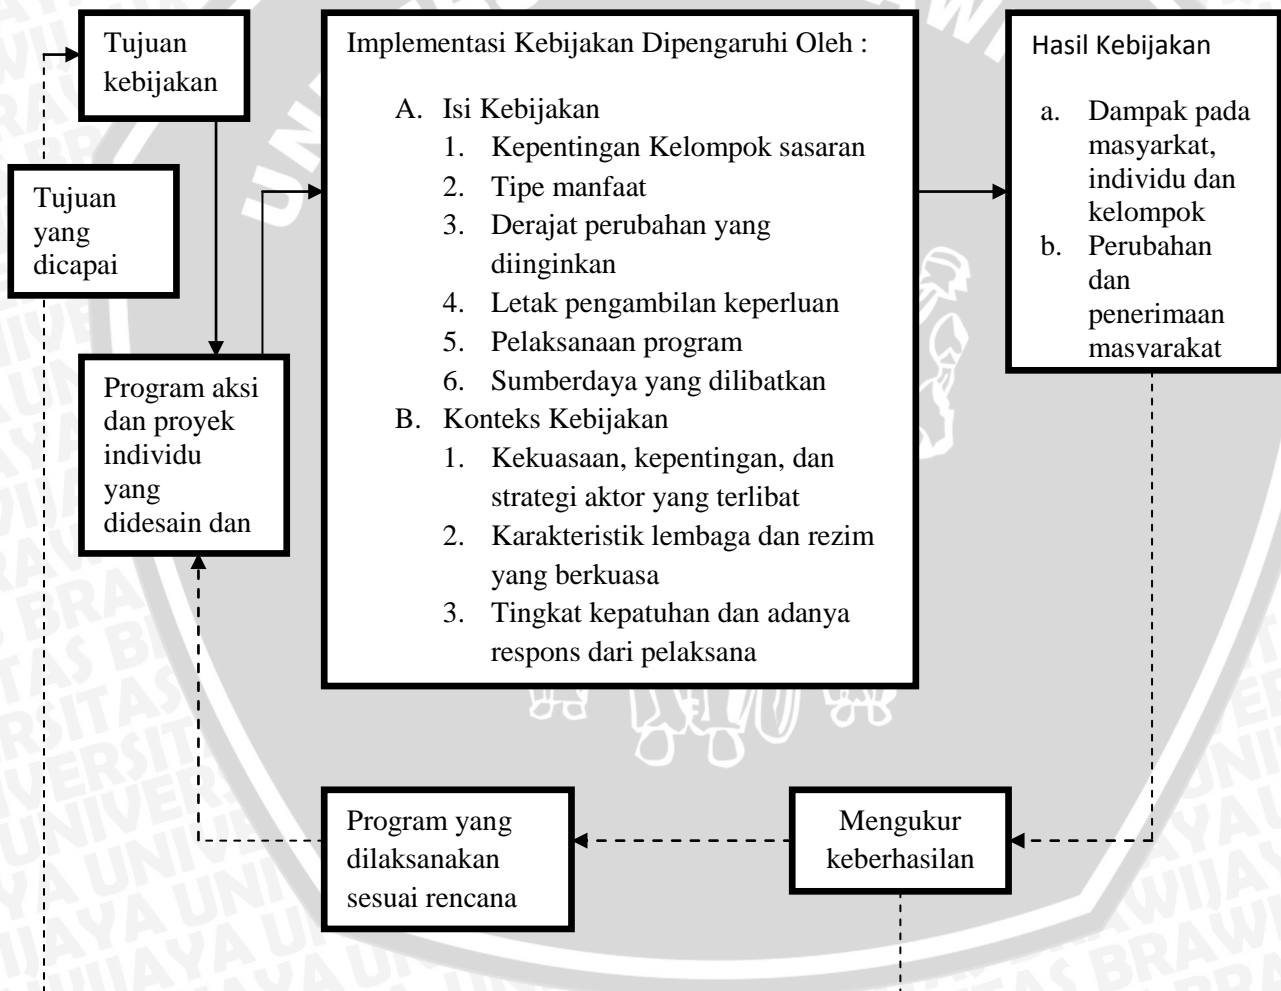 Tujuan
kebijakan
Tujuan
yang
dicapai
Program aksi
dan proyek
individu
yang
didesain dan
Implementasi Kebijakan Dipengaruhi Oleh :
A. Isi Kebijakan
1. Kepentingan Kelompok sasaran
2. Tipe manfaat
3. Derajat perubahan yang
diinginkan
4. Letak pengambilan keperluan
5. Pelaksanaan program
6. Sumberdaya yang dilibatkan
B. Konteks Kebijakan
1. Kekuasaan, kepentingan, dan
strategi aktor yang terlibat
2. Karakteristik lembaga dan rezim
yang berkuasa
3. Tingkat kepatuhan dan adanya
respons dari pelaksana
Hasil Kebijakan
a. Dampak pada
masyarkat,
individu dan
kelompok
b. Perubahan
dan
penerimaan
masyarakat
Program yang
dilaksanakan
sesuai rencana
Mengukur
keberhasilan